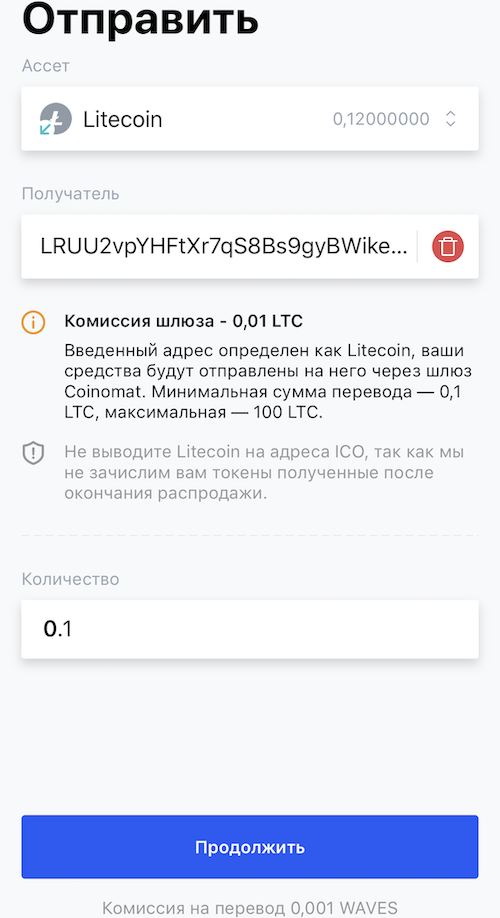 Отправить
Ассет
Litecoin 0,12000000
Получатель
LRUU2vpYHFtXr7qS8Bs9gyBWike...
Комиссия шлюза - 0,01 LTC
Введенный адрес определен как Litecoin, ваши
средства будут отправлены на него через шлюз
Coinomat. Минимальная сумма перевода — 0,1
LTC, максимальная — 100 LTC.
Не выводите Litecoin на адреса ICO, так как мы
не зачислим вам токены полученные после
окончания распродажи.
Количество
0.1
Продолжить
Комиссия на перевод 0,001 WAVES